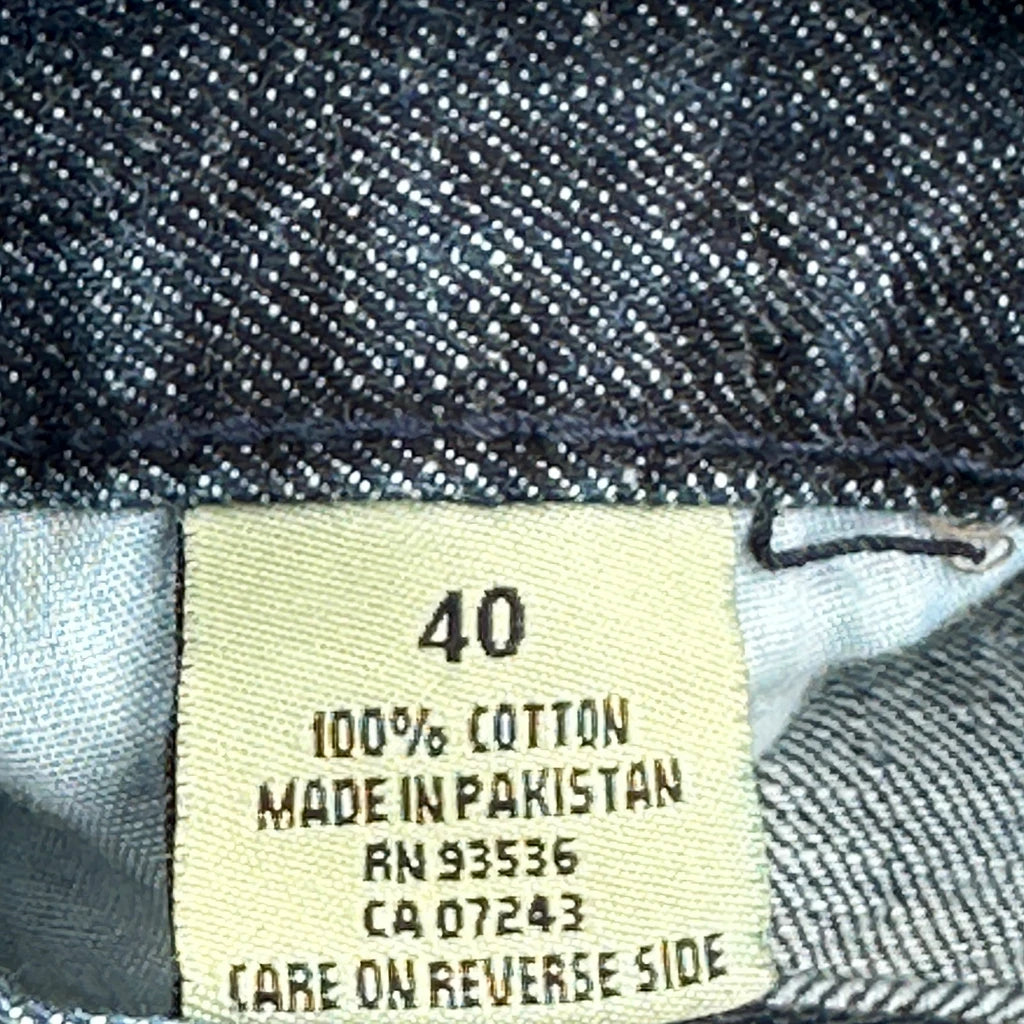 40
100% COTTON
MADE IN PAKISTAN
RN 93536
CA 07243
CARE ON REVERSE SIDE